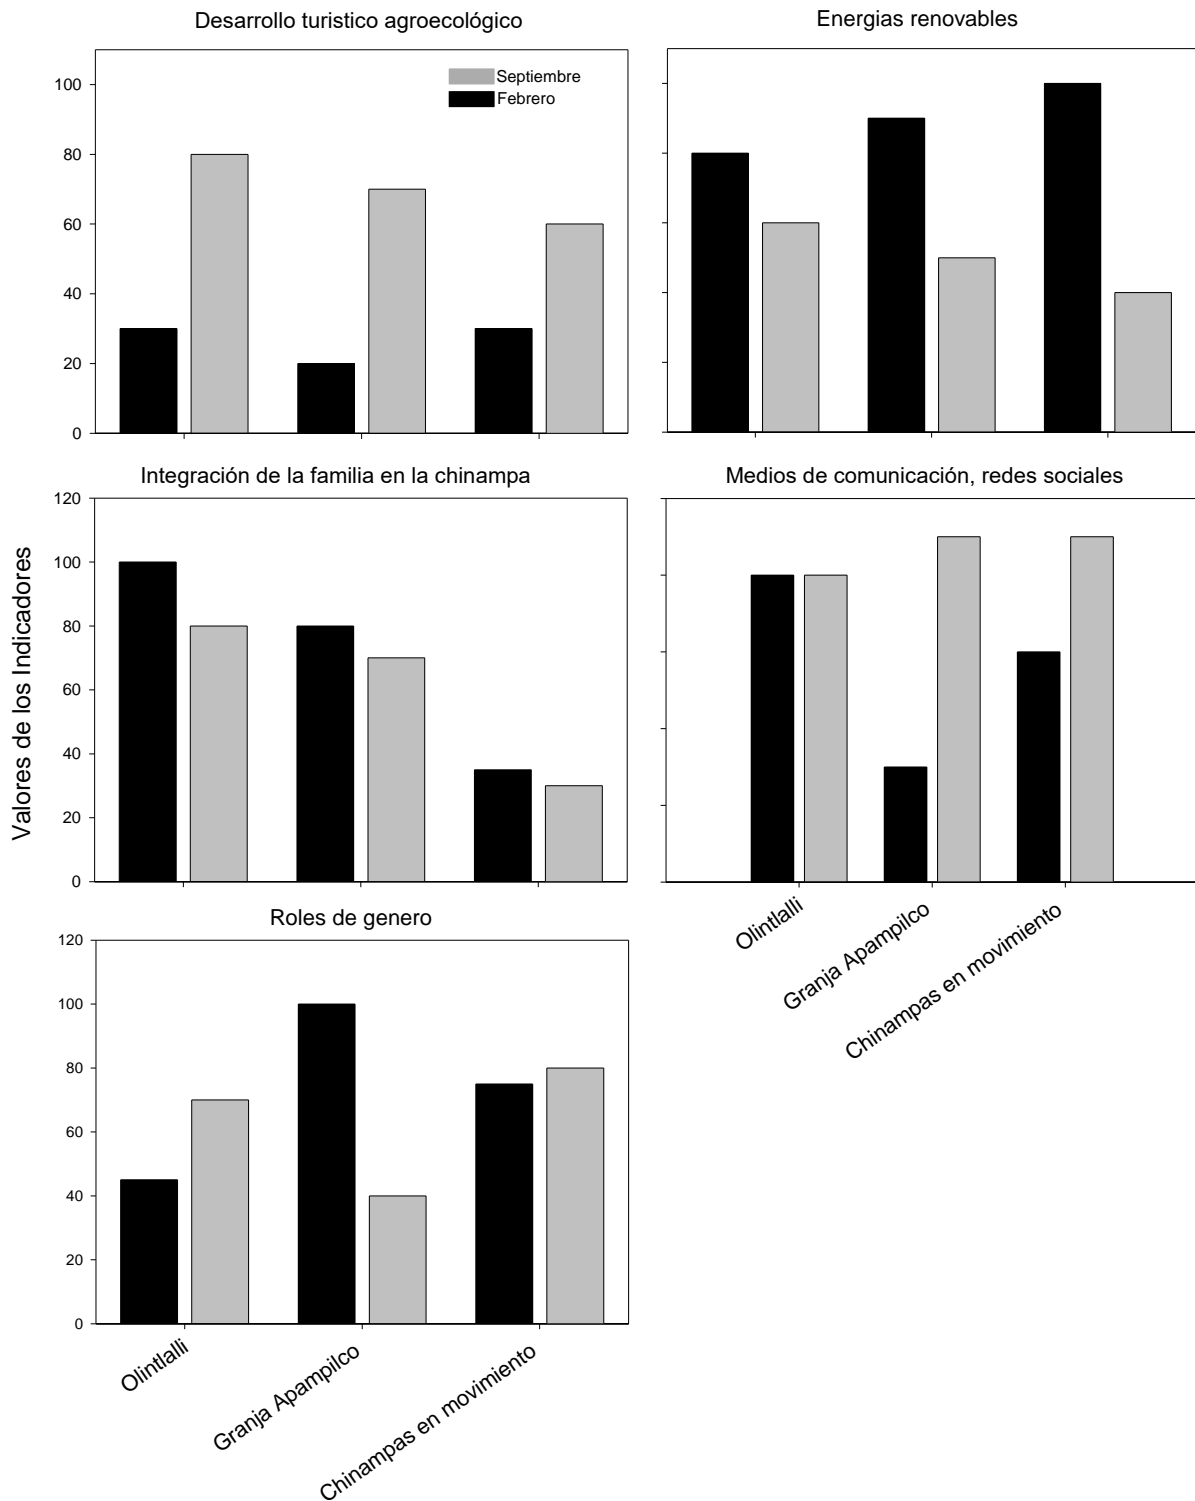 Desarrollo turistico agroecológico
Septiembre
Febrero
100
80
60
40
20
0
Energias renovables
Integración de la familia en la chinampa
120
100
80
60
40
20
0
Valores de los Indicadores
Medios de comunicación, redes sociales
Olintlalli
Granja Apampilco
Chinampas en movimiento
Roles de genero
120
100
80
60
40
20
0
Olintlalli
Granja Apampilco
Chinampas en movimiento